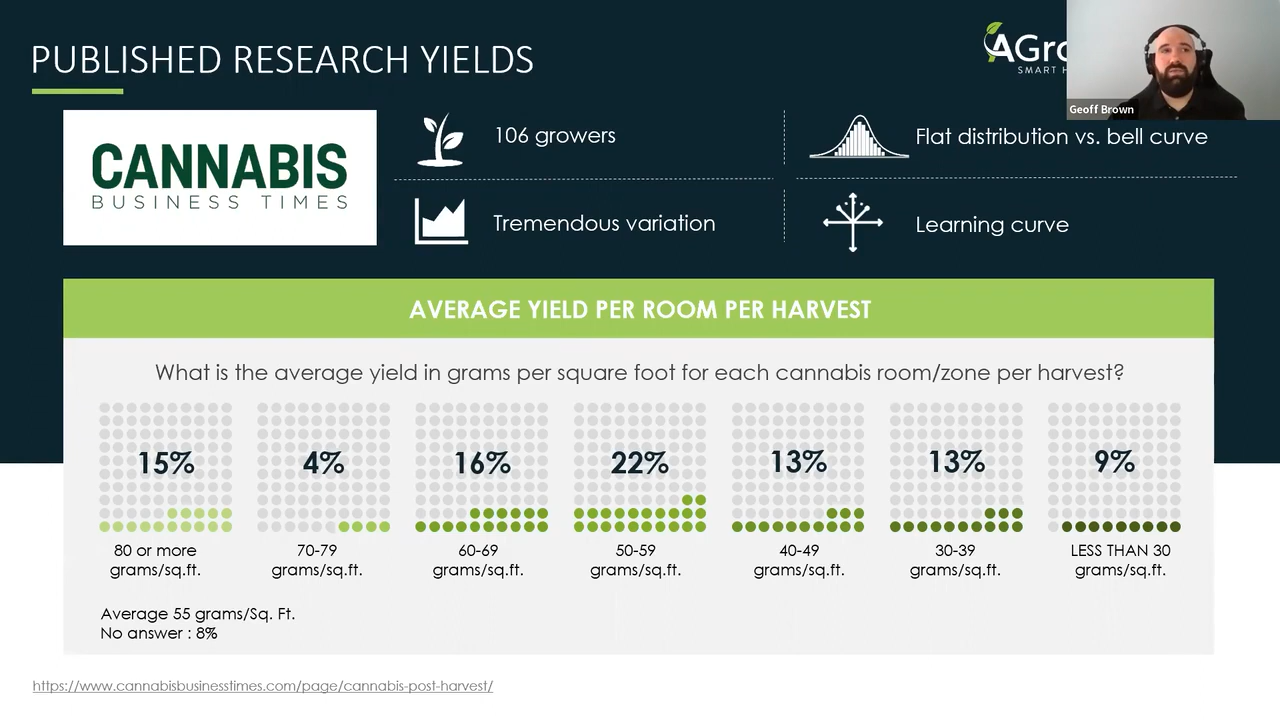 PUBLISHED RESEARCH YIELDS
Geoff Brown
CANNABIS
BUSINESS TIMES
106 growers
Flat distribution vs. bell curve
Tremendous variation
Learning curve
AVERAGE YIELD PER ROOM PER HARVEST
What is the average yield in grams per square foot for each cannabis room/zone per harvest?
15% 4% 16% 22% 13% 13% 9%
80 or more 70-79 60-69 50-59 40-49 30-39 LESS THAN 30
grams/sq.ft. grams/sq.ft. grams/sq.ft. grams/sq.ft. grams/sq.ft. grams/sq.ft. grams/sq.ft.
Average 55 grams/Sq. Ft.
No answer : 8%
https://www.cannabisbusinesstimes.com/page/cannabis-post-harvest/